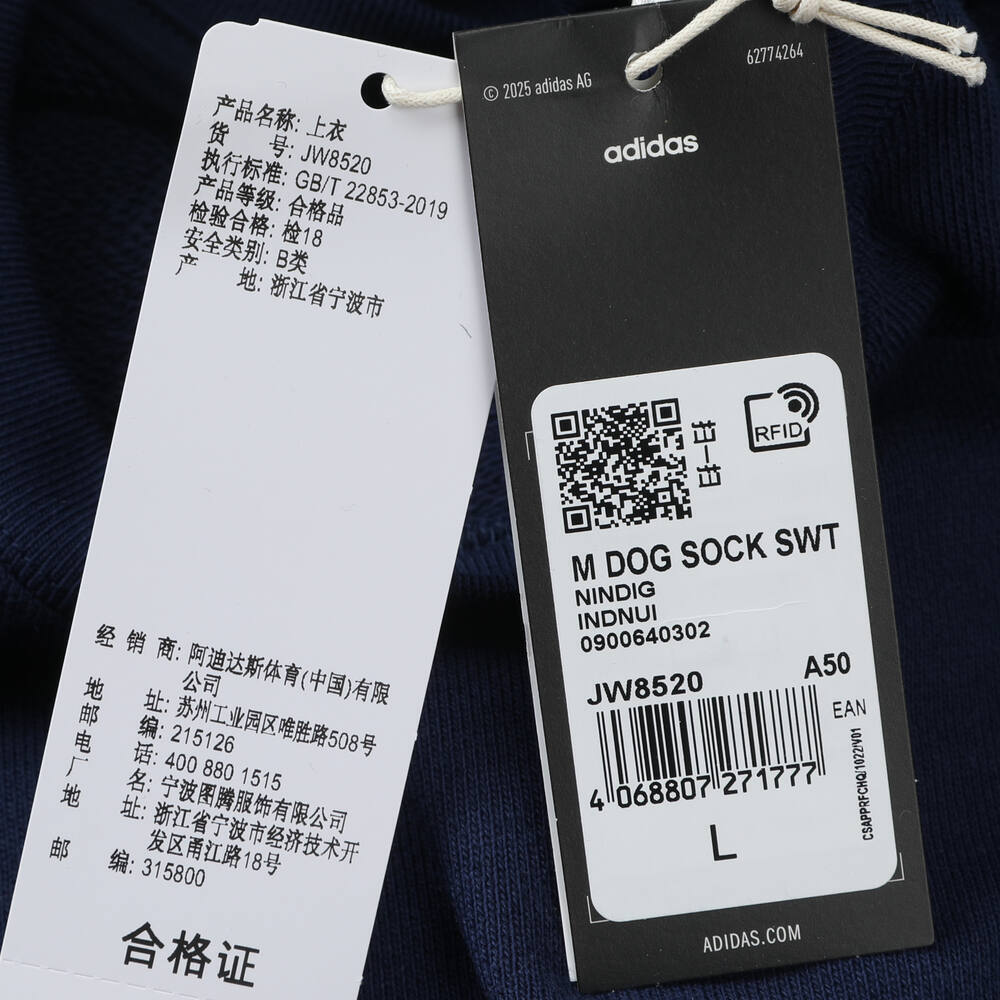 产品名称: 上衣
货 号: JW8520
执行标准: GB/T 22853-2019
产品等级: 合格品
检验合格: 检18
安全类别: B类
产 地: 浙江省宁波市
经 销 商: 阿迪达斯体育(中国)有限
公司
地 址: 苏州工业园区唯胜路508号
邮 编: 215126
电 话: 400 880 1515
厂 名: 宁波图腾服饰有限公司
地 址: 浙江省宁波市经济技术开
发区甬江路18号
邮 编: 315800
合格证
© 2025 adidas AG
62774264
adidas
扫一扫
RFID
M DOG SOCK SWT
NINDIG
INDNUI
0900640302
JW8520
A50
EAN
4 068807 271777
CSAPPRFCHQ/1022/V01
L
ADIDAS.COM